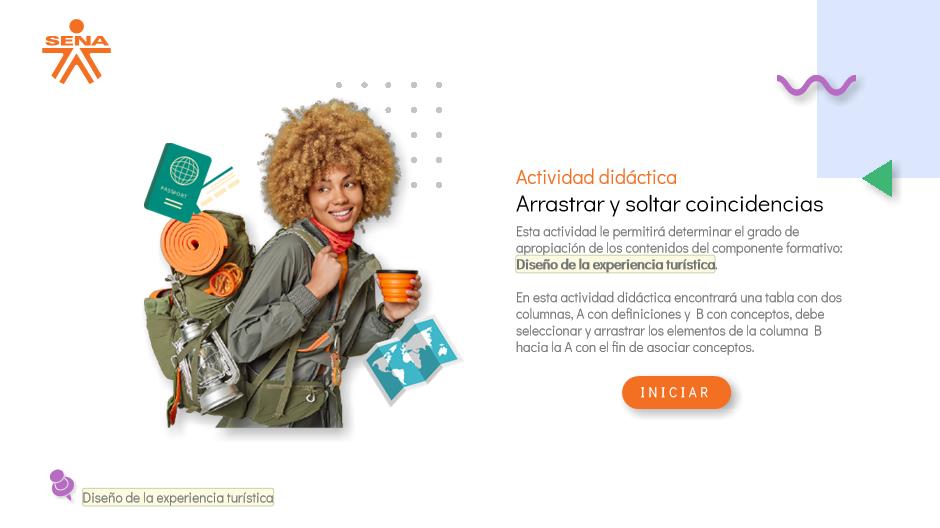 SENA
PASSPORT
Actividad didáctica
Arrastrar y soltar coincidencias
Esta actividad le permitirá determinar el grado de
apropiación de los contenidos del componente formativo:
Diseño de la experiencia turística.
En esta actividad didáctica encontrará una tabla con dos
columnas, A con definiciones y B con conceptos, debe
seleccionar y arrastrar los elementos de la columna B
hacia la A con el fin de asociar conceptos.
INICIAR
Diseño de la experiencia turística